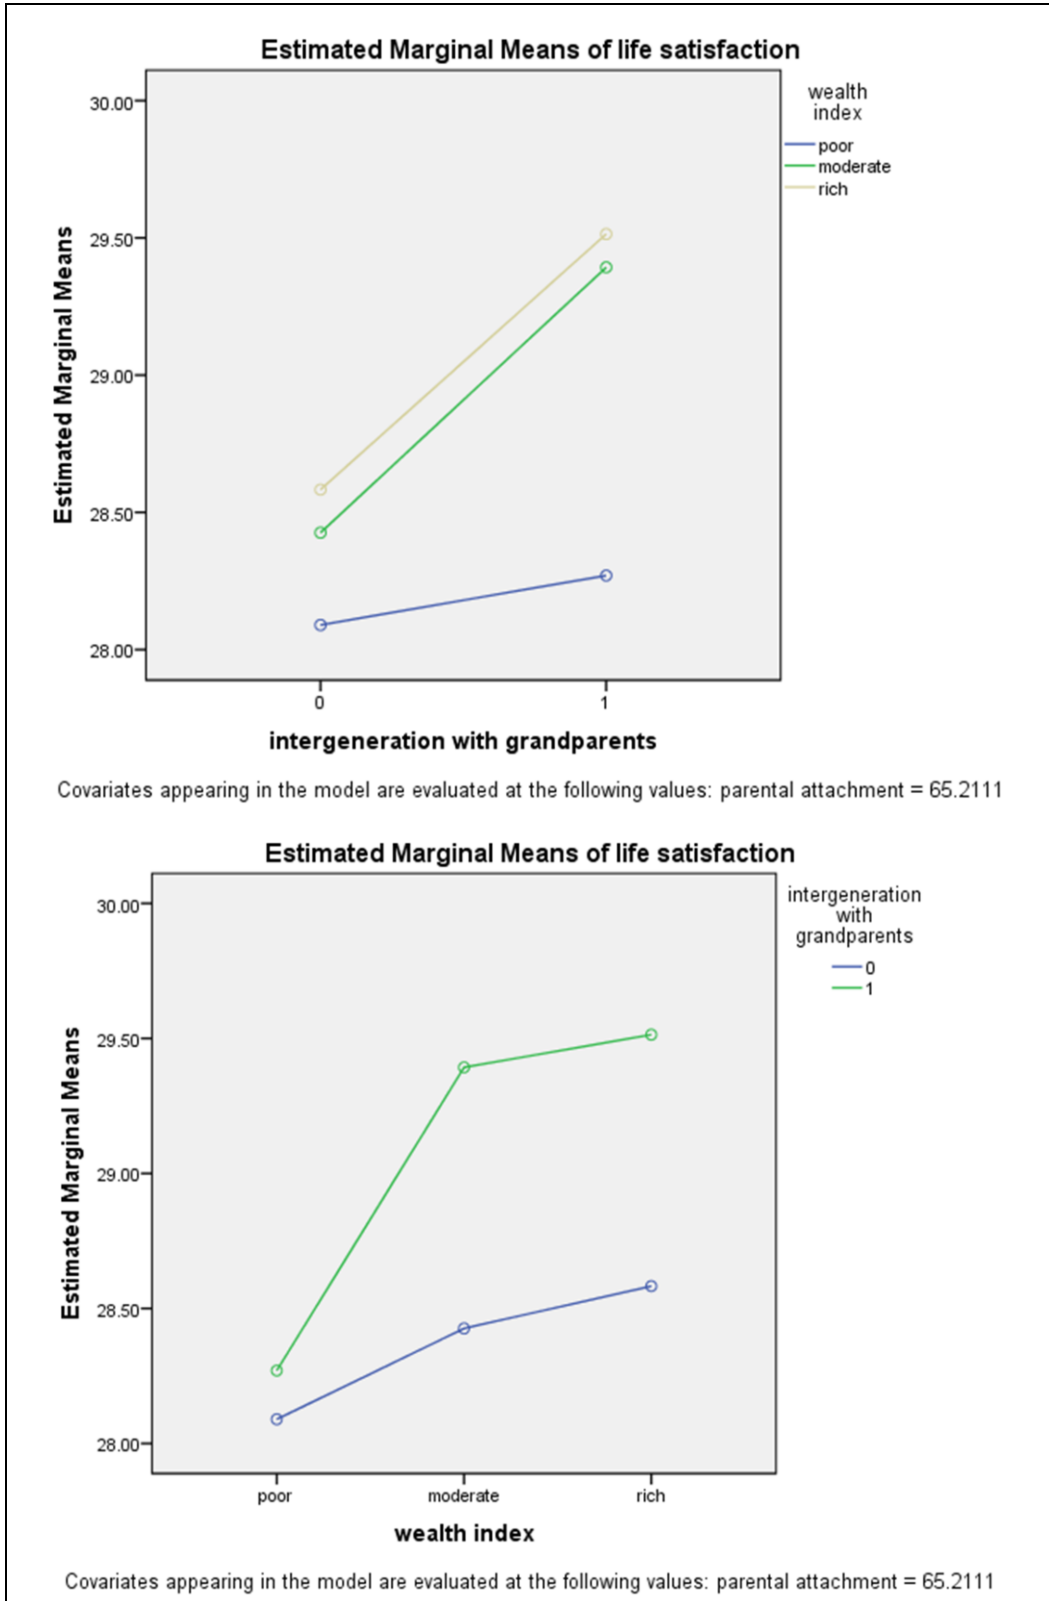 Estimated Marginal Means of life satisfaction
wealth
index
poor
moderate
rich
30.00
29.50
29.00
28.50
28.00
Estimated Marginal Means
0
1
intergeneration with grandparents
Covariates appearing in the model are evaluated at the following values: parental attachment = 65.2111
Estimated Marginal Means of life satisfaction
intergeneration
with
grandparents
0
1
30.00
29.50
29.00
28.50
28.00
Estimated Marginal Means
poor
moderate
rich
wealth index
Covariates appearing in the model are evaluated at the following values: parental attachment = 65.2111